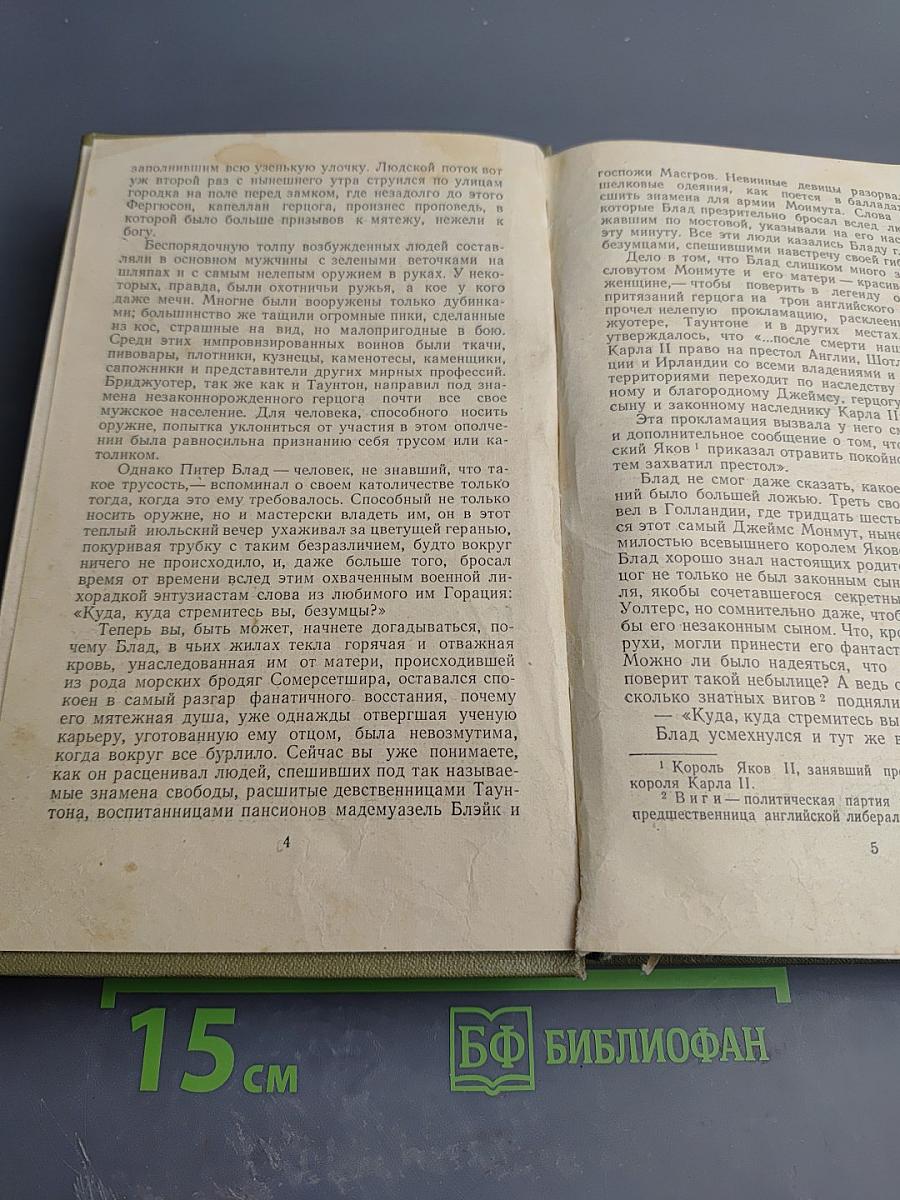 заполнившим всю узенькую улочку. Людской поток вот
уж второй раз с нынешнего утра струился по улицам
городка на поле перед замком, где незадолго до этого
Фергюсон, капеллан герцога, произнес проповедь, в
которой было больше призывов к мятежу, нежели к
богу.
Беспорядочную толпу возбужденных людей состав-
ляли в основном мужчины с зелеными веточками на
шляпах и с самым нелепым оружием в руках. У неко-
торых, правда, были охотничьи ружья, а кое у кого
даже мечи. Многие были вооружены только дубинка-
ми; большинство же тащили огромные пики, сделанные
из кос, страшные на вид, но малопригодные в бою.
Среди этих импровизированных воинов были ткачи,
пивовары, плотники, кузнецы, каменотесы, каменщики,
сапожники и представители других мирных профессий.
Бриджуотер, так же как и Таунтон, направил под зна-
мена незаконнорожденного герцога почти все свое
мужское население. Для человека, способного носить
оружие, попытка уклониться от участия в этом ополче-
нии была равносильна признанию себя трусом или ка-
толиком.
Однако Питер Блад — человек, не знавший, что та-
кое трусость,— вспоминал о своем католичестве только
тогда, когда это ему требовалось. Способный не только
носить оружие, но и мастерски владеть им, он в этот
теплый июльский вечер ухаживал за цветущей геранью,
покуривая трубку с таким безразличием, будто вокруг
ничего не происходило, и, даже больше того, бросал
время от времени вслед этим охваченным военной ли-
хорадкой энтузиастам слова из любимого им Горация:
«Куда, куда стремитесь вы, безумцы?»
Теперь вы, быть может, начнете догадываться, по-
чему Блад, в чьих жилах текла горячая и отважная
кровь, унаследованная им от матери, происходившей
из рода морских бродяг Сомерсетшира, оставался спо-
коен в самый разгар фанатичного восстания, почему
его мятежная душа, уже однажды отвергшая ученую
карьеру, уготованную ему отцом, была невозмутима,
когда вокруг все бурлило. Сейчас вы уже понимаете,
как он расценивал людей, спешивших под так называе-
мые знамена свободы, расшитые девственницами Таун-
тона, воспитанницами пансионов мадемуазель Блэйк и
4
госпожи Масгров. Невинные девицы разорва
шелковые одеяния, как поется в баллада
сшить знамена для армии Монмута. Слова
которые Блад презрительно бросал вслед лю
жавшим по мостовой, указывали на его нас
эту минуту. Все эти люди казались Бладу г
безумцами, спешившими навстречу своей гиб
Дело в том, что Блад слишком много з
словутом Монмуте и его матери — красив
женщине,— чтобы поверить в легенду о
притязаний герцога на трон английского
прочел нелепую прокламацию, расклеенн
жуотере, Таунтоне и в других местах,
утверждалось, что «...после смерти наш
Карла II право на престол Англии, Шотл
ции и Ирландии со всеми владениями и
территориями переходит по наследству
ному и благородному Джеймсу, герцогу
сыну и законному наследнику Карла II
Эта прокламация вызвала у него см
и дополнительное сообщение о том, что
ский Яков ¹ приказал отравить покойно
тем захватил престол».
Блад не смог даже сказать, какое
ний было большей ложью. Треть сво
вел в Голландии, где тридцать шесть
ся этот самый Джеймс Монмут, ныне
милостью всевышнего королем Яково
Блад хорошо знал настоящих родите
цог не только не был законным сын
ля, якобы сочетавшегося секретны
Уолтерс, но сомнительно даже, чтоб
бы его незаконным сыном. Что, кро
рухи, могли принести его фантаст
Можно ли было надеяться, что
поверит такой небылице? А ведь о
сколько знатных вигов ² подняли
— «Куда, куда стремитесь вы
Блад усмехнулся и тут же в
¹ Король Яков II, занявший пре
короля Карла II.
² Виги — политическая партия
предшественница английской либерал
5
15 см
БФ БИБЛИОФАН